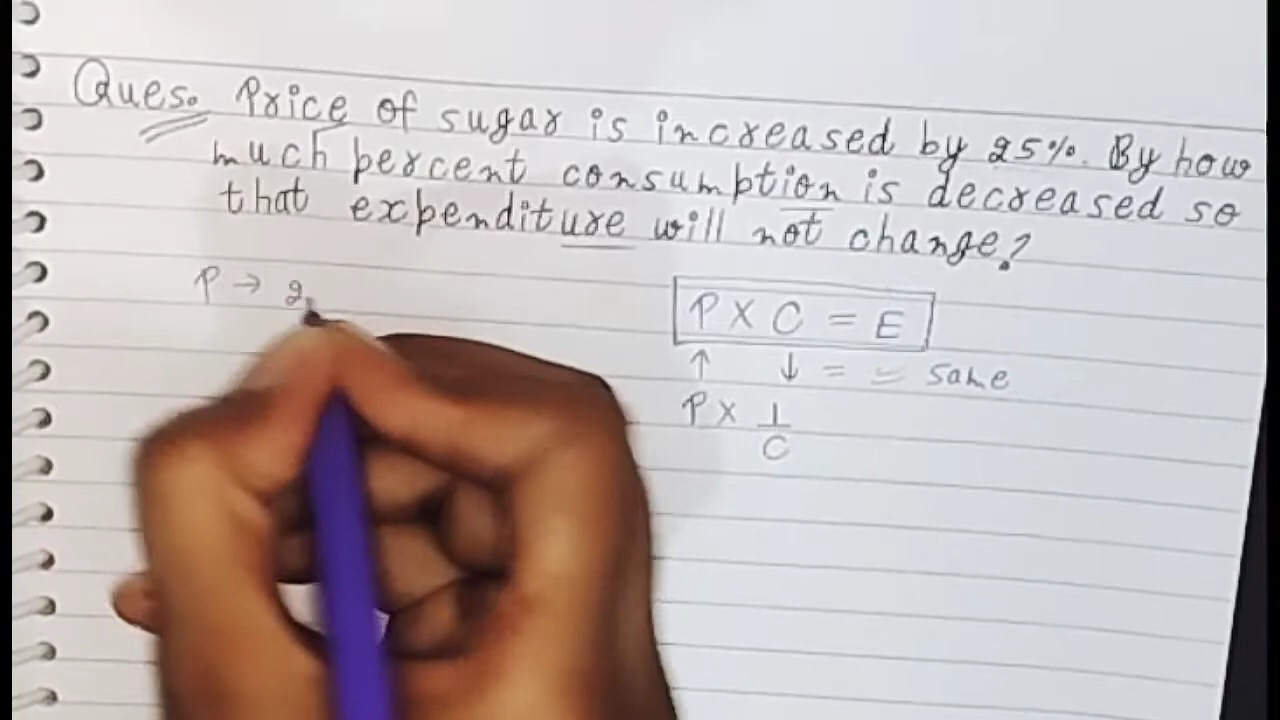 Ques. Price of sugar is increased by 25%. By how
much percent consumption is decreased so
that expenditure will not change?
P → 2
P X C = E
↑ ↓ = same
P X 1/C